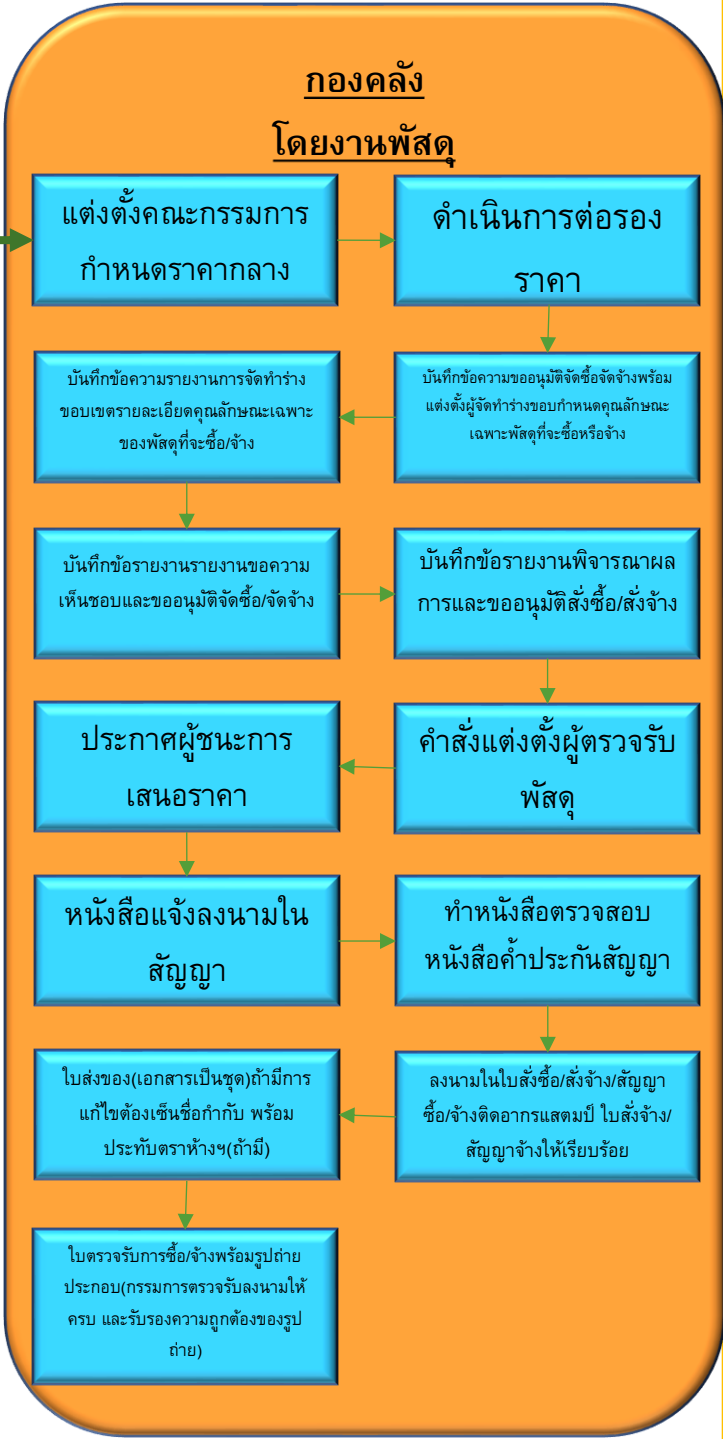 กองคลัง
โดยงานพัสดุ
แต่งตั้งคณะกรรมการ
กำหนดราคากลาง
ดำเนินการต่อรอง
ราคา
บันทึกข้อความขออนุมัติจัดซื้อจัดจ้างพร้อม
แต่งตั้งผู้จัดทำร่างขอบกำหนดคุณลักษณะ
เฉพาะพัสดุที่จะซื้อหรือจ้าง
บันทึกข้อความรายงานการจัดทำร่าง
ขอบเขตรายละเอียดคุณลักษณะเฉพาะ
ของพัสดุที่จะซื้อ/จ้าง
บันทึกข้อรายงานรายงานขอความ
เห็นชอบและขออนุมัติจัดซื้อ/จัดจ้าง
บันทึกข้อรายงานพิจารณาผล
การและขออนุมัติสั่งซื้อ/สั่งจ้าง
คำสั่งแต่งตั้งผู้ตรวจรับ
พัสดุ
ประกาศผู้ชนะการ
เสนอราคา
หนังสือแจ้งลงนามใน
สัญญา
ทำหนังสือตรวจสอบ
หนังสือค้ำประกันสัญญา
ลงนามในใบสั่งซื้อ/สั่งจ้าง/สัญญา
ซื้อ/จ้างติดอากรแสตมป์ ใบสั่งจ้าง/
สัญญาจ้างให้เรียบร้อย
ใบส่งของ(เอกสารเป็นชุด)ถ้ามีการ
แก้ไขต้องเซ็นชื่อกำกับ พร้อม
ประทับตราห้างฯ(ถ้ามี)
ใบตรวจรับการซื้อ/จ้างพร้อมรูปถ่าย
ประกอบ(กรรมการตรวจรับลงนามให้
ครบ และรับรองความถูกต้องของรูป
ถ่าย)